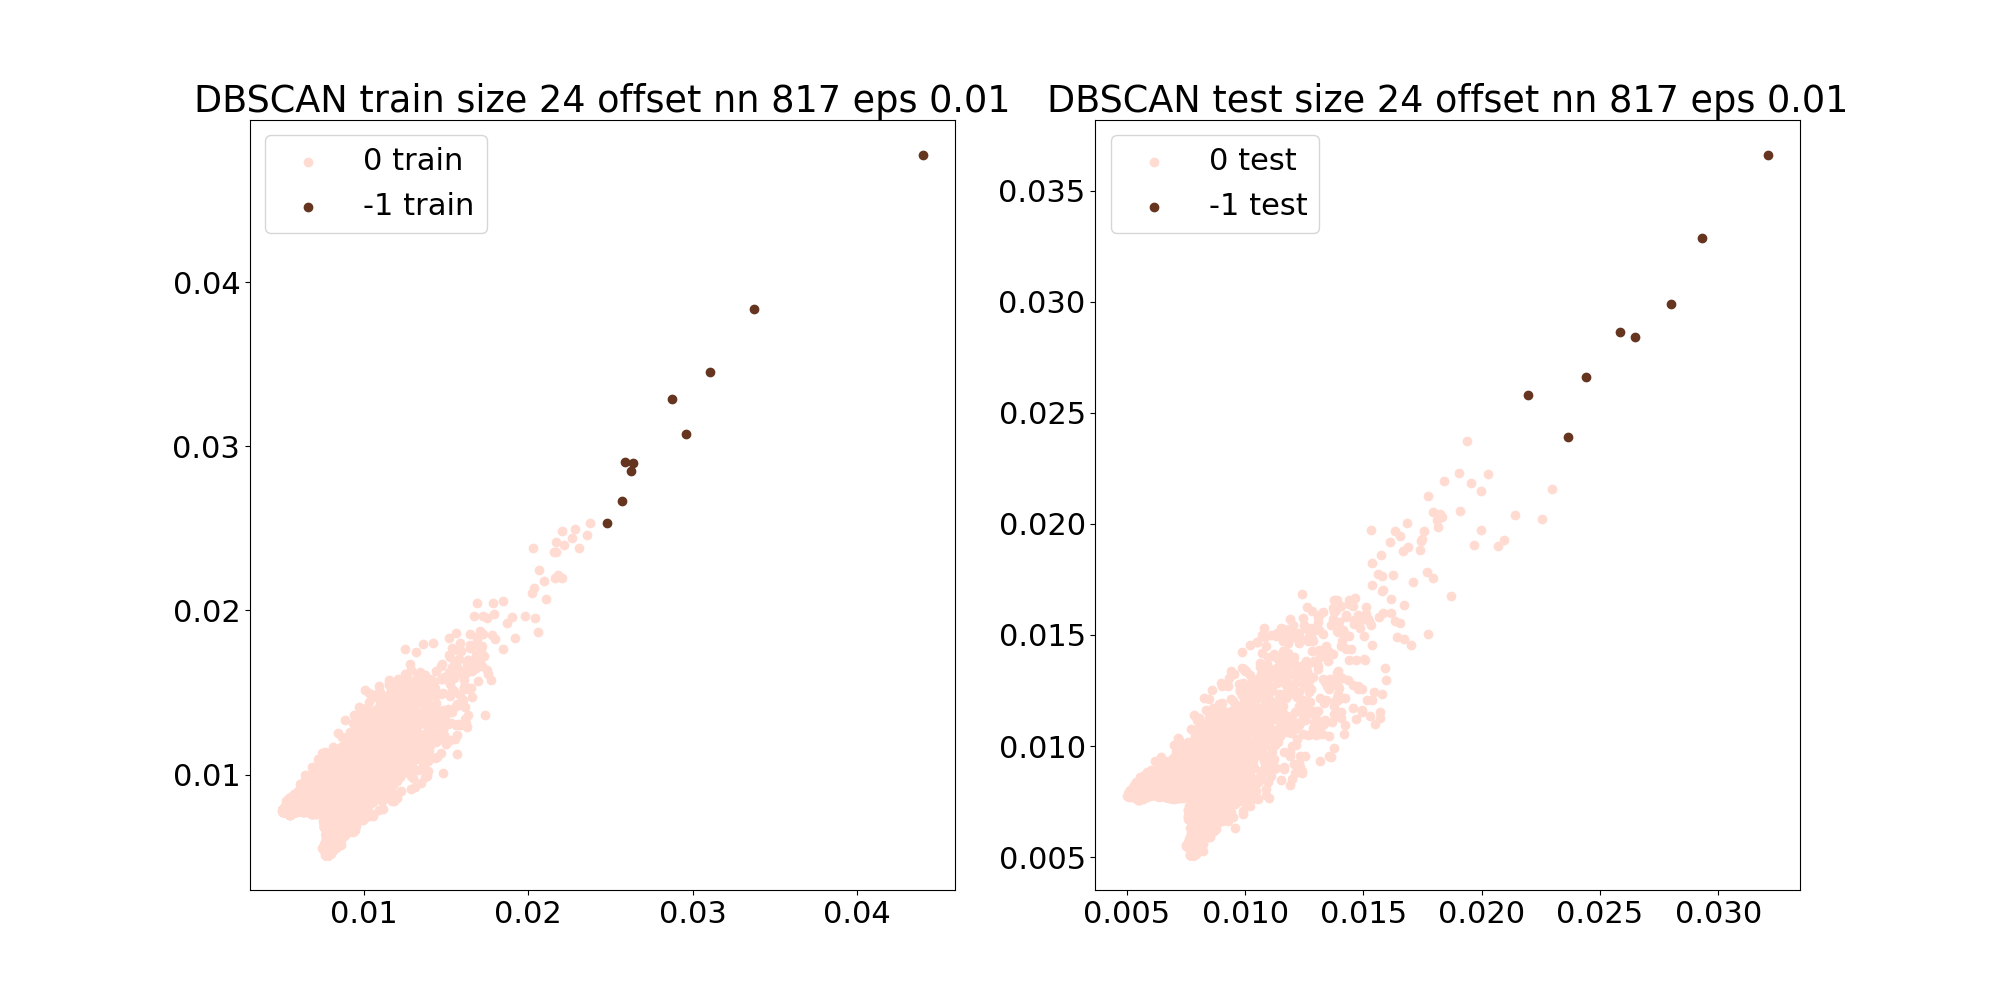 DBSCAN train size 24 offset nn 817 eps 0.01
0 train
-1 train
0.04
0.03
0.02
0.01
0.01 0.02 0.03 0.04
DBSCAN test size 24 offset nn 817 eps 0.01
0 test
-1 test
0.035
0.030
0.025
0.020
0.015
0.010
0.005
0.005 0.010 0.015 0.020 0.025 0.030